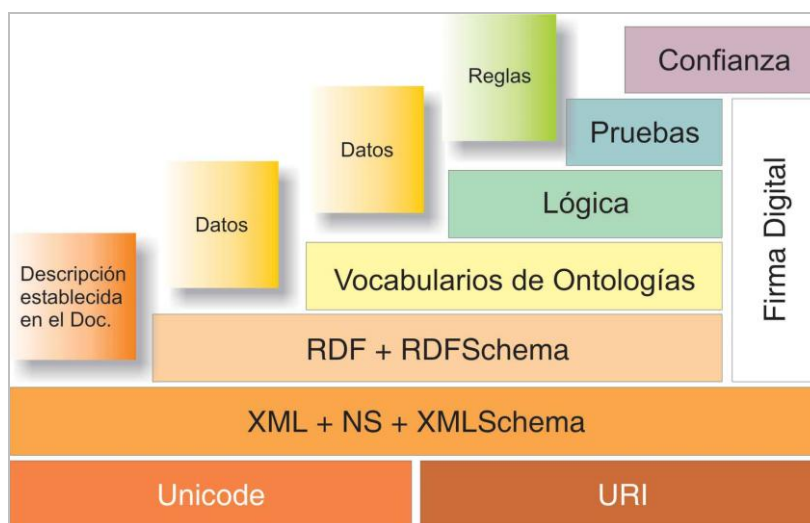 Reglas
Confianza
Datos
Pruebas
Datos
Lógica
Firma Digital
Descripción
establecida
en el Doc.
Vocabularios de Ontologías
RDF + RDFSchema
XML + NS + XMLSchema
Unicode
URI